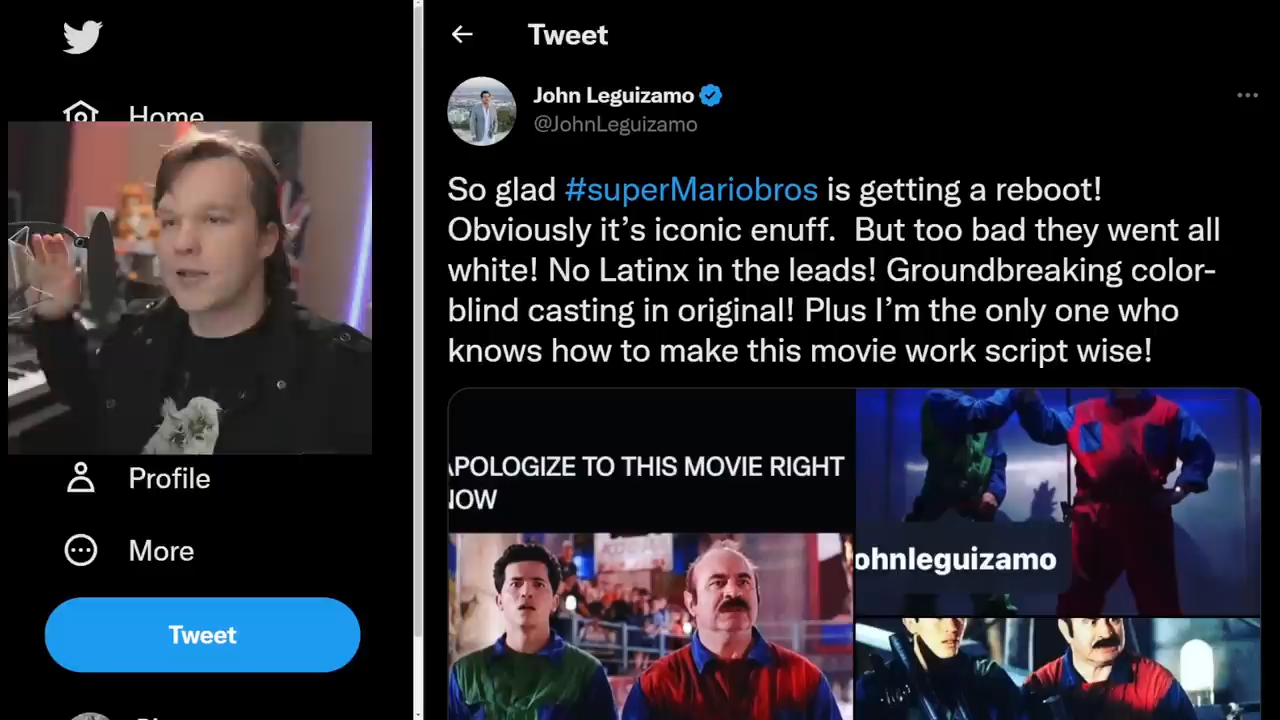 Tweet
John Leguizamo
@JohnLeguizamo
Home
So glad #superMariobros is getting a reboot!
Obviously it’s iconic enuff.  But too bad they went all
white! No Latinx in the leads! Groundbreaking color-
blind casting in original! Plus I’m the only one who
knows how to make this movie work script wise!
APOLOGIZE TO THIS MOVIE RIGHT
NOW
ohnleguizamo
Profile
More
Tweet